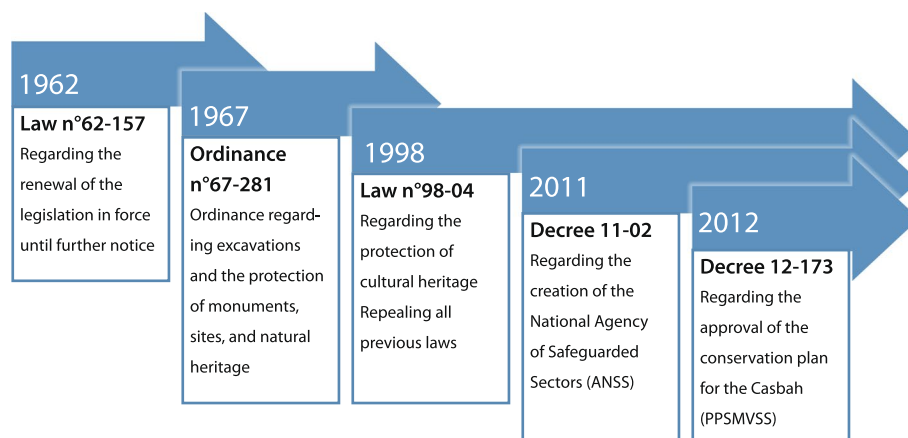 1962
Law n°62-157
Regarding the
renewal of the
legislation in force
until further notice
1967
Ordinance
n°67-281
Ordinance regard-
ing excavations
and the protection
of monuments,
sites, and natural
heritage
1998
Law n°98-04
Regarding the
protection of
cultural heritage
Repealing all
previous laws
2011
Decree 11-02
Regarding the
creation of the
National Agency
of Safeguarded
Sectors (ANSS)
2012
Decree 12-173
Regarding the
approval of the
conservation plan
for the Casbah
(PPSMVSS)